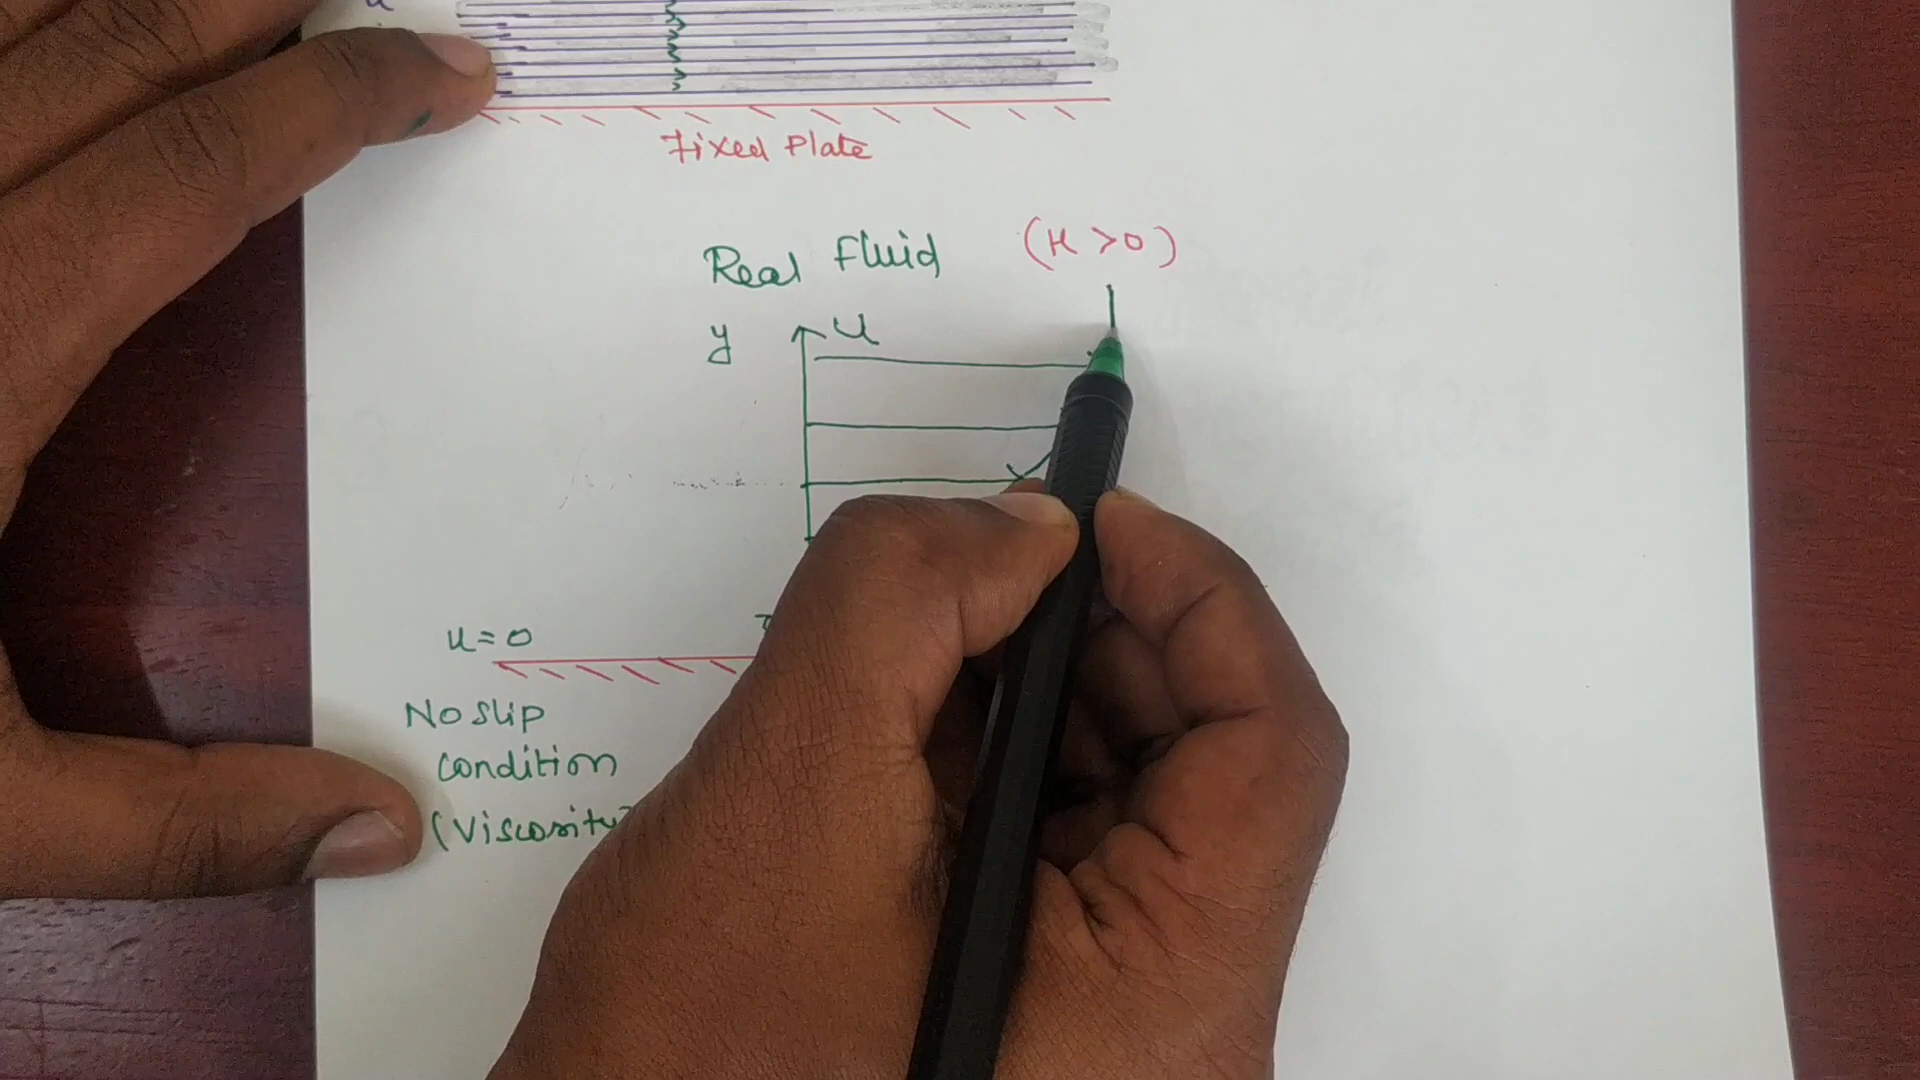 Fixed Plate
Real fluid (μ >0)
y u
u=0
No slip
condition
(Viscosity)